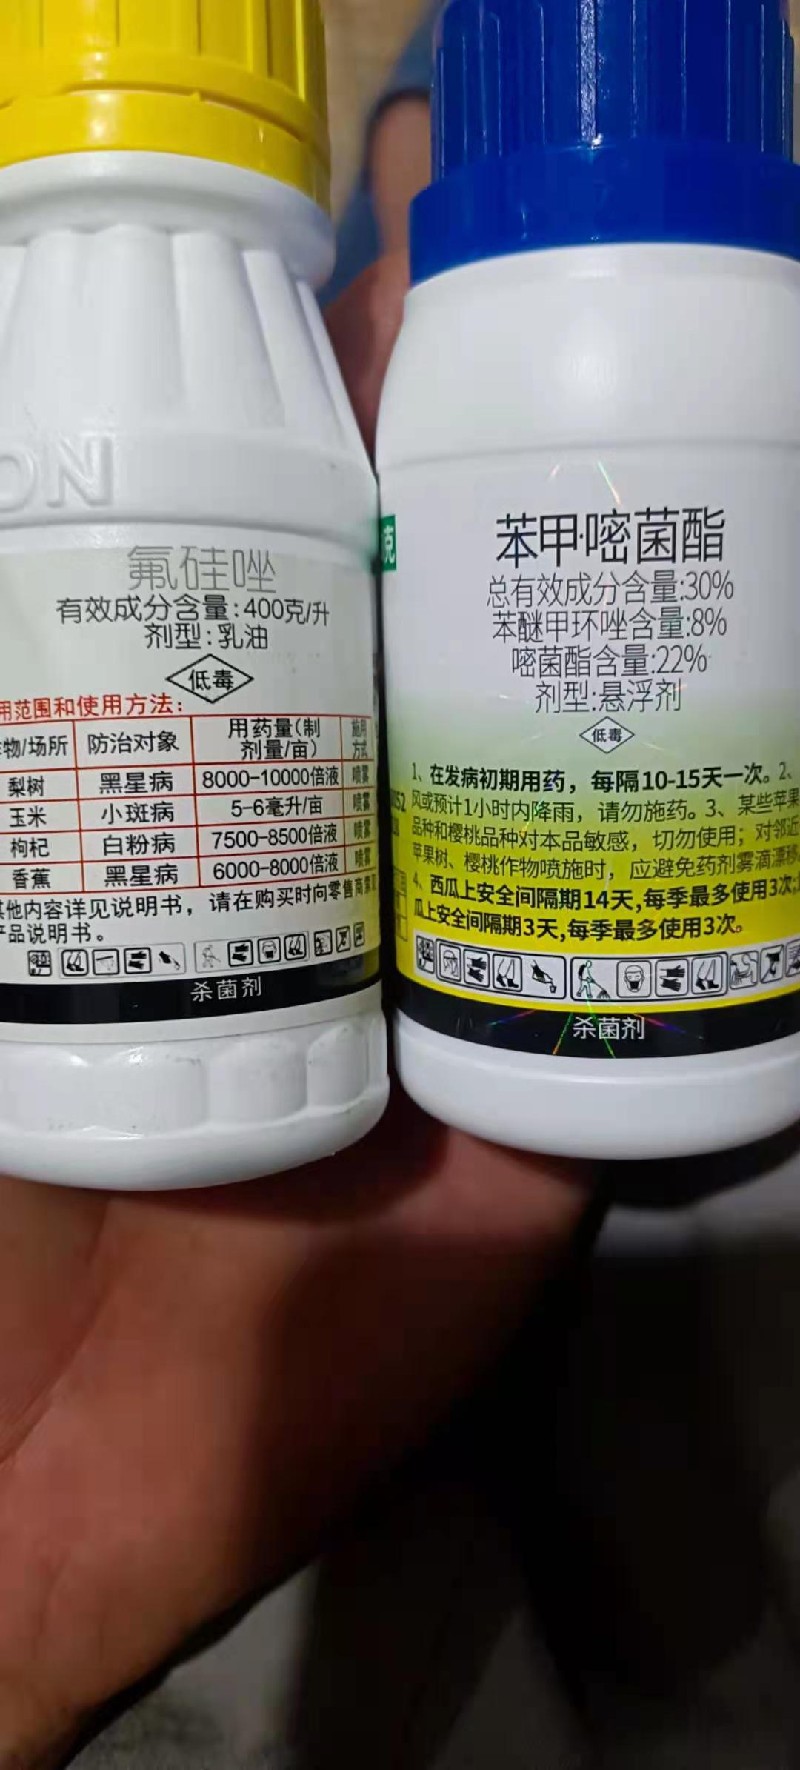 ON
氟硅唑
有效成分含量:400克/升
剂型:乳油
低毒
用范围和使用方法:
物/场所 防治对象 用药量(制剂量/亩) 施用方式
梨树 黑星病 8000-10000倍液 喷雾
玉米 小斑病 5-6毫升/亩 喷雾
枸杞 白粉病 7500-8500倍液 喷雾
香蕉 黑星病 6000-8000倍液 喷雾
其他内容详见说明书，请在购买时向零售商索
产品说明书。
杀菌剂
克
苯甲·嘧菌酯
总有效成分含量:30%
苯醚甲环唑含量:8%
嘧菌酯含量:22%
剂型:悬浮剂
低毒
1、在发病初期用药，每隔10-15天一次。2、
风或预计1小时内降雨，请勿施药。3、某些苹果
品种和樱桃品种对本品敏感，切勿使用；对邻近
苹果树、樱桃作物喷施时，应避免药剂雾滴漂移
4、西瓜上安全间隔期14天,每季最多使用3次;
瓜上安全间隔期3天,每季最多使用3次。
杀菌剂